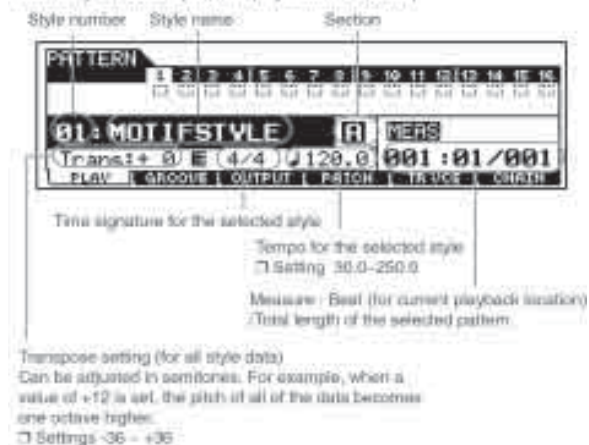 Style number Style name Section
PATTERN
1 2 3 4 5 6 7 8 9 10 11 12 13 14 15 16
01: MOTIFSTYLE A MEAS
Trans:+ 0/ (4/4) 120.0 001:01/001
PLAY GROOVE OUTPUT PATCH CHAIN
Time signature for the selected style
Tempo for the selected style
❒ Setting 30.0–250.0
Measure : Beat (for current playback location)
/Total length of the selected pattern
Transpose setting (for all style data)
Can be adjusted in semitones. For example, when a
value of +12 is set, the pitch of all of the data becomes
one octave higher.
❒ Settings -36 – +36